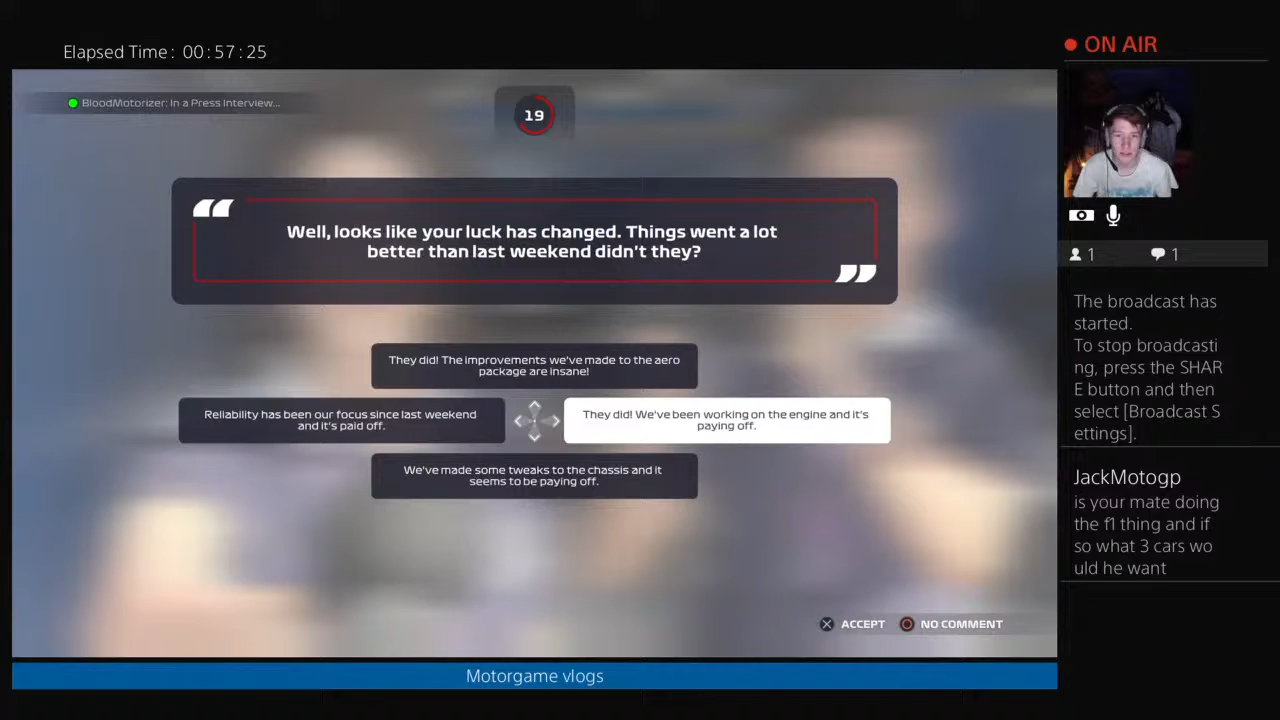 Elapsed Time: 00:57:25
ON AIR
BloodMotorizer: In a Press Interview...
19
Well, looks like your luck has changed. Things went a lot
better than last weekend didn't they?
They did! The improvements we've made to the aero
package are insane!
Reliability has been our focus since last weekend
and it's paid off.
They did! We've been working on the engine and it's
paying off.
We've made some tweaks to the chassis and it
seems to be paying off.
ACCEPT
NO COMMENT
Motorgame vlogs
1
1
The broadcast has
started.
To stop broadcasti
ng, press the SHAR
E button and then
select [Broadcast S
ettings].
JackMotogp
is your mate doing
the f1 thing and if
so what 3 cars wo
uld he want